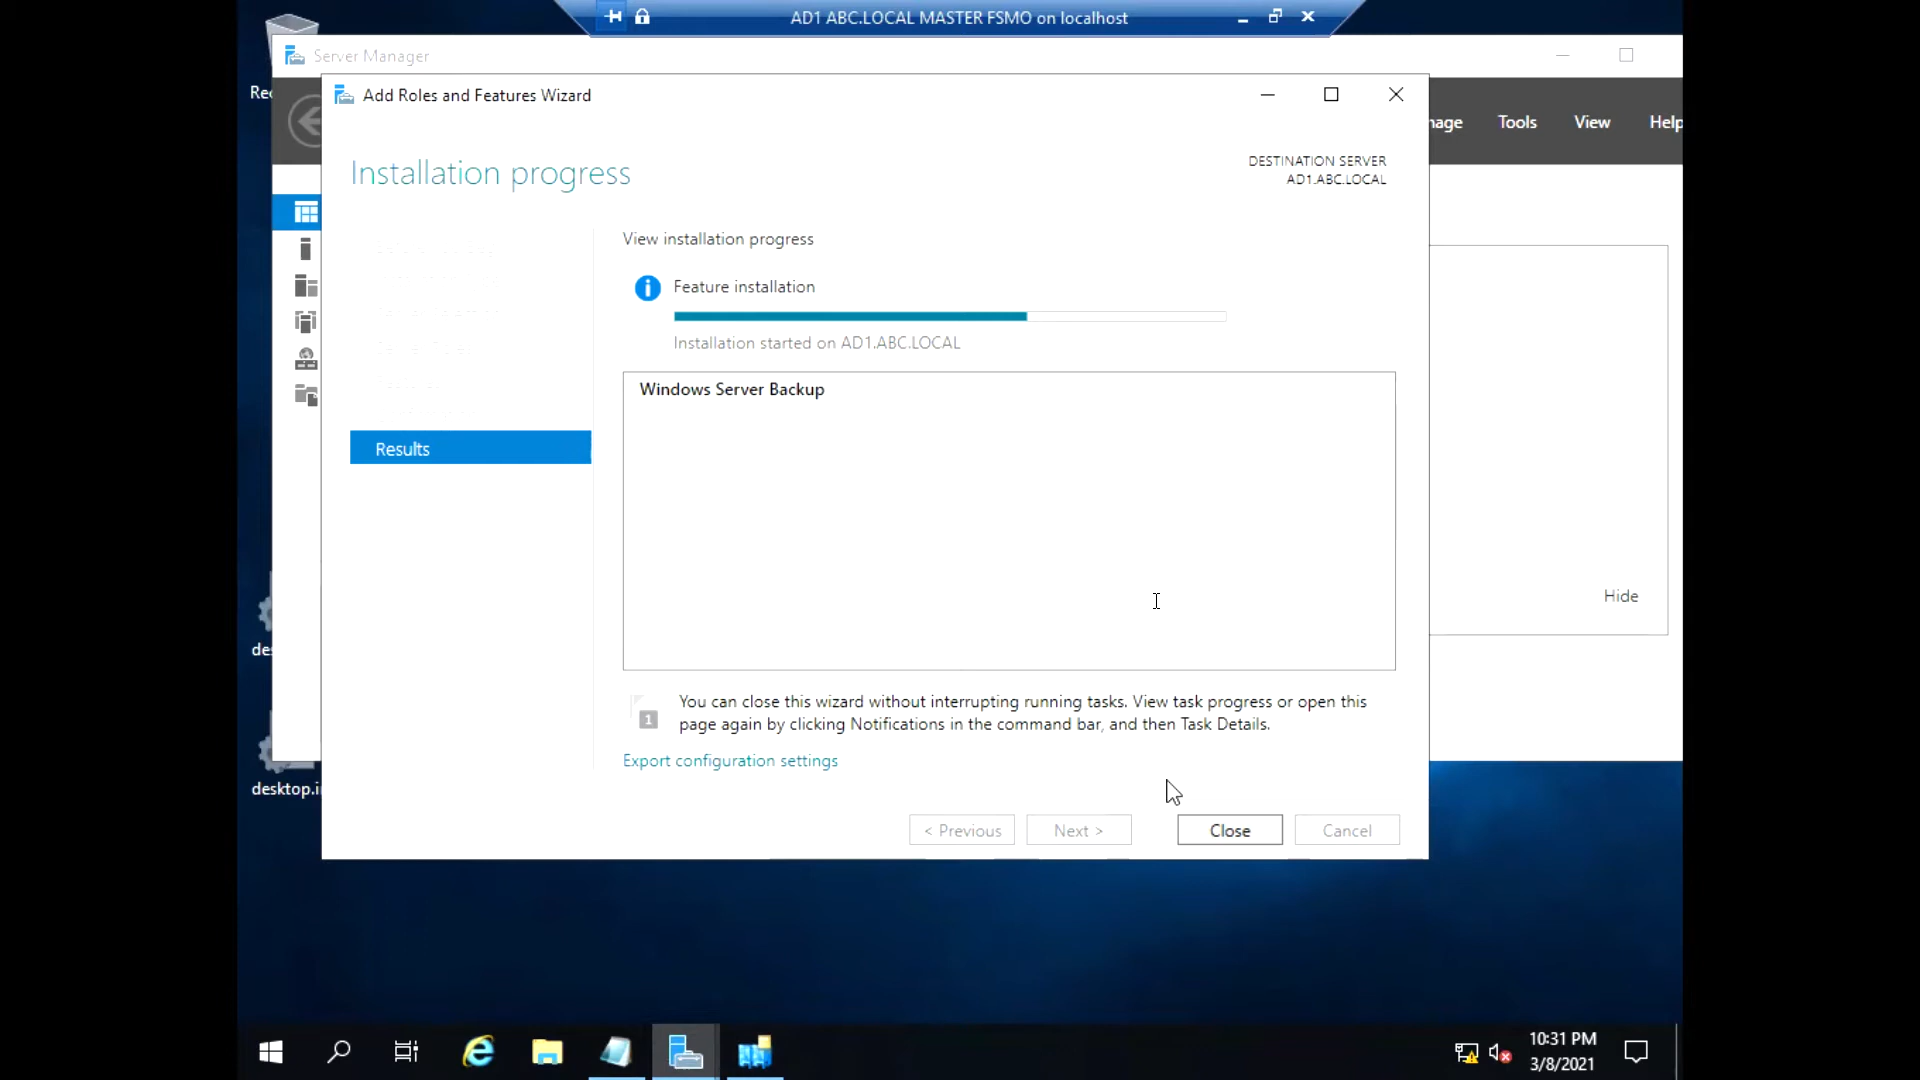 AD1 ABC.LOCAL MASTER FSMO on localhost
Server Manager
Rec
Add Roles and Features Wizard
nage Tools View Help
Installation progress
DESTINATION SERVER
AD1.ABC.LOCAL
View installation progress
Feature installation
Installation started on AD1.ABC.LOCAL
Windows Server Backup
Results
Hide
des
1
You can close this wizard without interrupting running tasks. View task progress or open this
page again by clicking Notifications in the command bar, and then Task Details.
Export configuration settings
desktop.i
< Previous
Next >
Close
Cancel
10:31 PM
3/8/2021